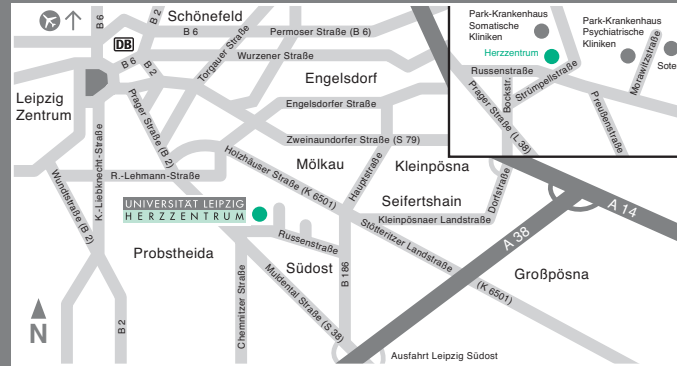 B 6
B 2
Schönefeld
B 6
Permoser Straße (B 6)
DB
B 6
B 2
Torgauer Straße
Wurzener Straße
Engelsdorf
Leipzig
Zentrum
Prager Straße (B 2)
Engelsdorfer Straße
K.-Liebknecht-Straße
Zweinaundorfer Straße (S 79)
Holzhäuser Straße (K 6501)
Mölkau
Hauptstraße
Kleinpösna
R.-Lehmann-Straße
Wundtstraße (B 2)
Seifertshain
Dorfstraße
UNIVERSITÄT LEIPZIG
HERZZENTRUM
Kleinpösnaer Landstraße
A 14
A 38
Stötteritzer Landstraße
(K 6501)
Russenstraße
Probstheida
Südost
B 186
Großpösna
Chemnitzer Straße
Muldental Straße (S 38)
B 2
N
Ausfahrt Leipzig Südost
Park-Krankenhaus
Somatische
Kliniken
Herzzentrum
Park-Krankenhaus
Psychiatrische
Kliniken
Morawitzstraße
Sote
Russenstraße
Bockstr.
Strümpellstraße
Prager Straße (L 38)
Preußenstraße